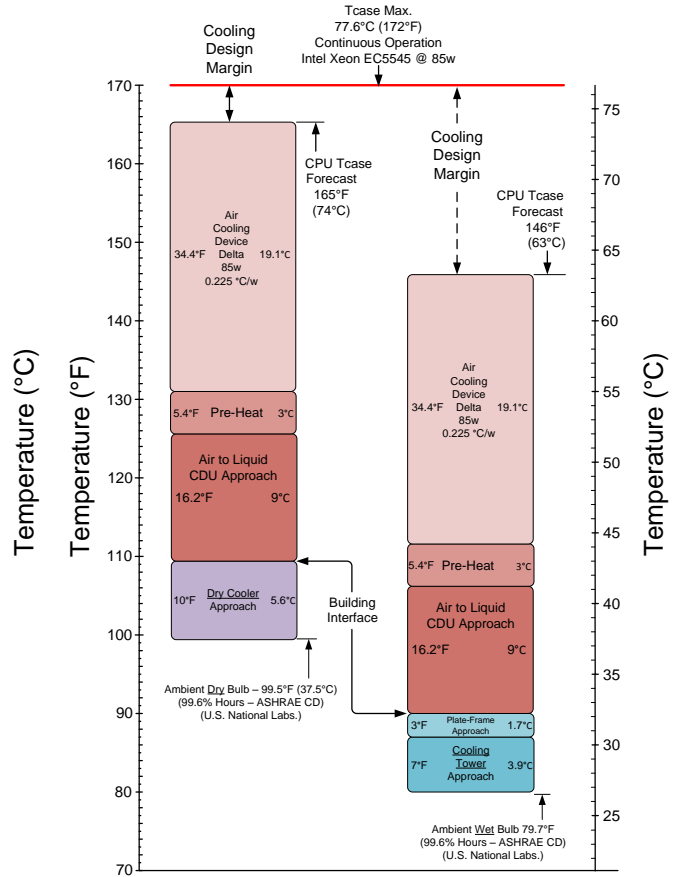 Tcase Max.
77.6°C (172°F)
Continuous Operation
Intel Xeon EC5545 @ 85w
Cooling
Design
Margin
170
160
150
140
130
120
110
100
90
80
70
Temperature (°C)
Temperature (°F)
CPU Tcase
Forecast
165°F
(74°C)
Air
Cooling
Device
34.4°F Delta 19.1°C
85w
0.225 °C/w
5.4°F Pre-Heat 3°C
Air to Liquid
CDU Approach
16.2°F 9°C
10°F Dry Cooler 5.6°C
Approach
Ambient Dry Bulb – 99.5°F (37.5°C)
(99.6% Hours – ASHRAE CD)
(U.S. National Labs.)
Building
Interface
Cooling
Design
Margin
CPU Tcase
Forecast
146°F
(63°C)
Air
Cooling
Device
34.4°F Delta 19.1°C
85w
0.225 °C/w
5.4°F Pre-Heat 3°C
Air to Liquid
CDU Approach
16.2°F 9°C
3°F Plate-Frame 1.7°C
Approach
Cooling
7°F Tower 3.9°C
Approach
Ambient Wet Bulb 79.7°F
(99.6% Hours – ASHRAE CD)
(U.S. National Labs.)
75
70
65
60
55
50
45
40
35
30
25
Temperature (°C)